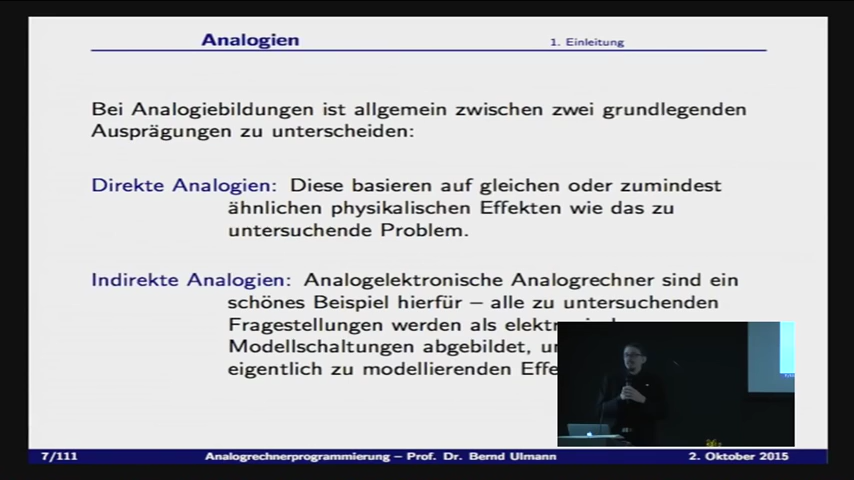 Analogien
1. Einleitung
Bei Analogiebildungen ist allgemein zwischen zwei grundlegenden
Ausprägungen zu unterscheiden:
Direkte Analogien: Diese basieren auf gleichen oder zumindest
ähnlichen physikalischen Effekten wie das zu
untersuchende Problem.
Indirekte Analogien: Analogelektronische Analogrechner sind ein
schönes Beispiel hierfür – alle zu untersuchenden
Fragestellungen werden als
Modellschaltungen abgebildet,
eigentlich zu modellierenden
7/111
Analogrechnerprogrammierung – Prof. Dr. Bernd Ulmann
2. Oktober 2015